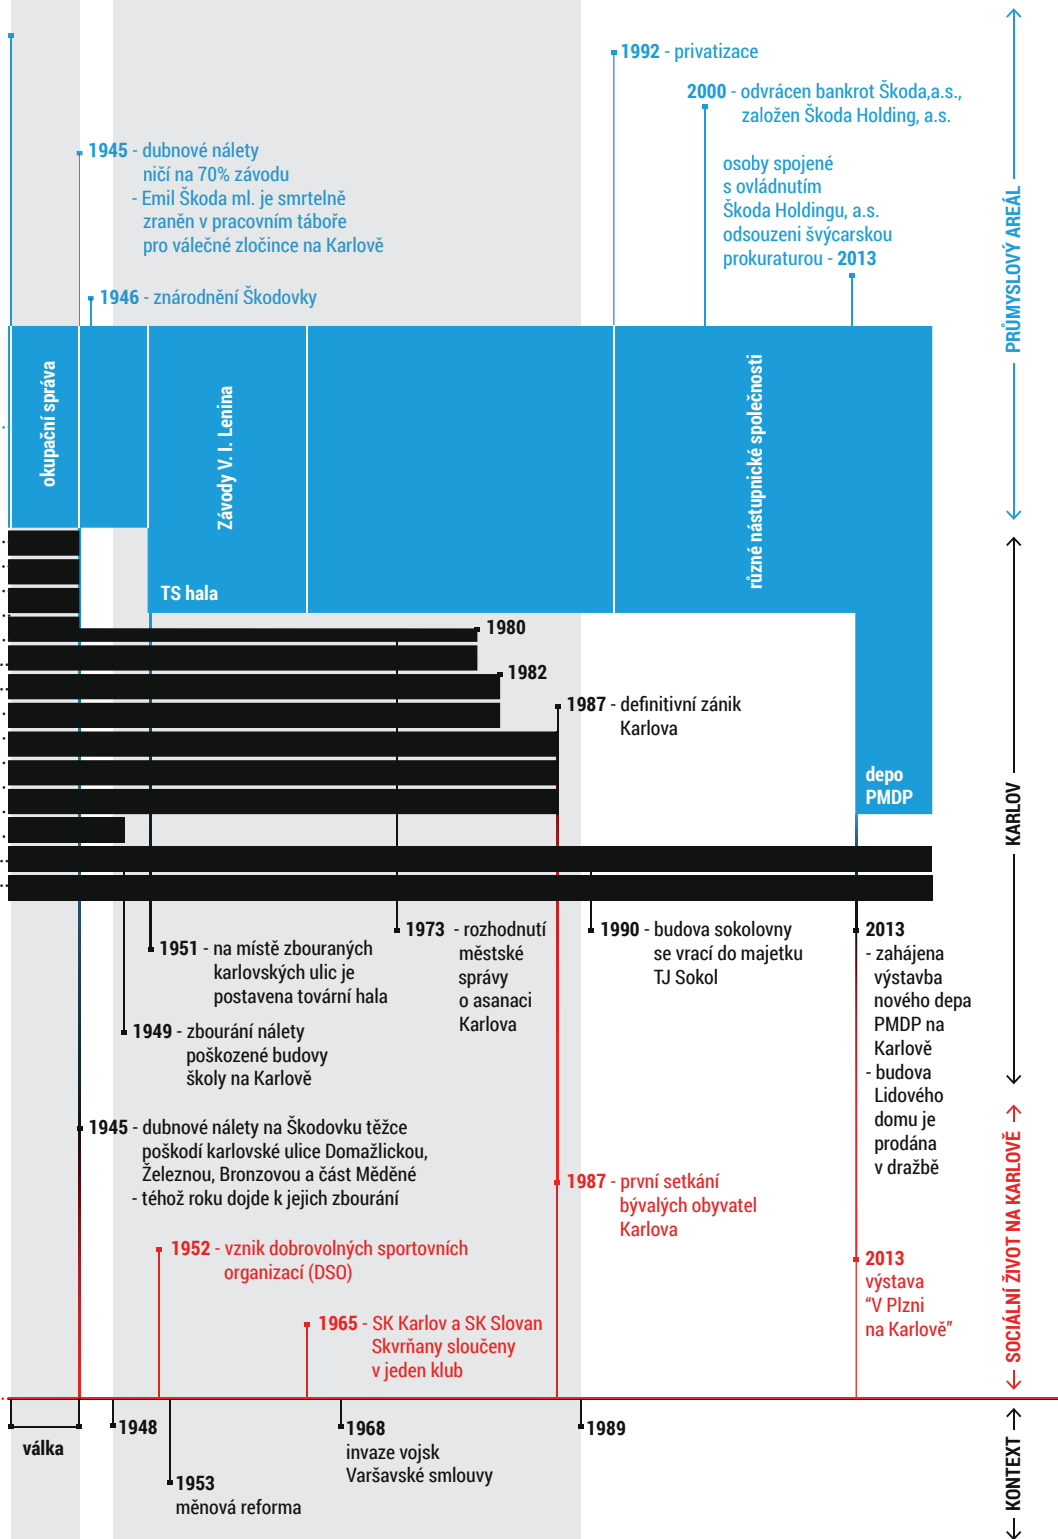 1992 - privatizace
2000 - odvrácen bankrot Škoda,a.s.,
založen Škoda Holding, a.s.
1945 - dubnové nálety
ničí na 70% závodu
- Emil Škoda ml. je smrtelně
zraněn v pracovním táboře
pro válečné zločince na Karlově
osoby spojené
s ovládnutím
Škoda Holdingu, a.s.
odsouzeni švýcarskou
prokuraturou - 2013
1946 - znárodnění Škodovky
PRŮMYSLOVÝ AREÁL
okupační správa
Závody V. I. Lenina
různé nástupnické společnosti
TS hala
1980
1982
1987 - definitivní zánik
Karlova
depo
PMDP
KARLOV
1973 - rozhodnutí
městské
správy
o asanaci
Karlova
1990 - budova sokolovny
se vrací do majetku
TJ Sokol
2013
- zahájena
výstavba
nového depa
PMDP na
Karlově
- budova
Lidového
domu je
prodána
v dražbě
1951 - na místě zbouraných
karlovských ulic je
postavena tovární hala
1949 - zbourání nálety
poškozené budovy
školy na Karlově
1945 - dubnové nálety na Škodovku těžce
poškodí karlovské ulice Domažlickou,
Železnou, Bronzovou a část Měděné
- téhož roku dojde k jejich zbourání
1987 - první setkání
bývalých obyvatel
Karlova
1952 - vznik dobrovolných sportovních
organizací (DSO)
2013
výstava
“V Plzni
na Karlově”
1965 - SK Karlov a SK Slovan
Skvrňany sloučeny
v jeden klub
SOCIÁLNÍ ŽIVOT NA KARLOVĚ
válka
1948
1953
měnová reforma
1968
invaze vojsk
Varšavské smlouvy
1989
KONTEXT